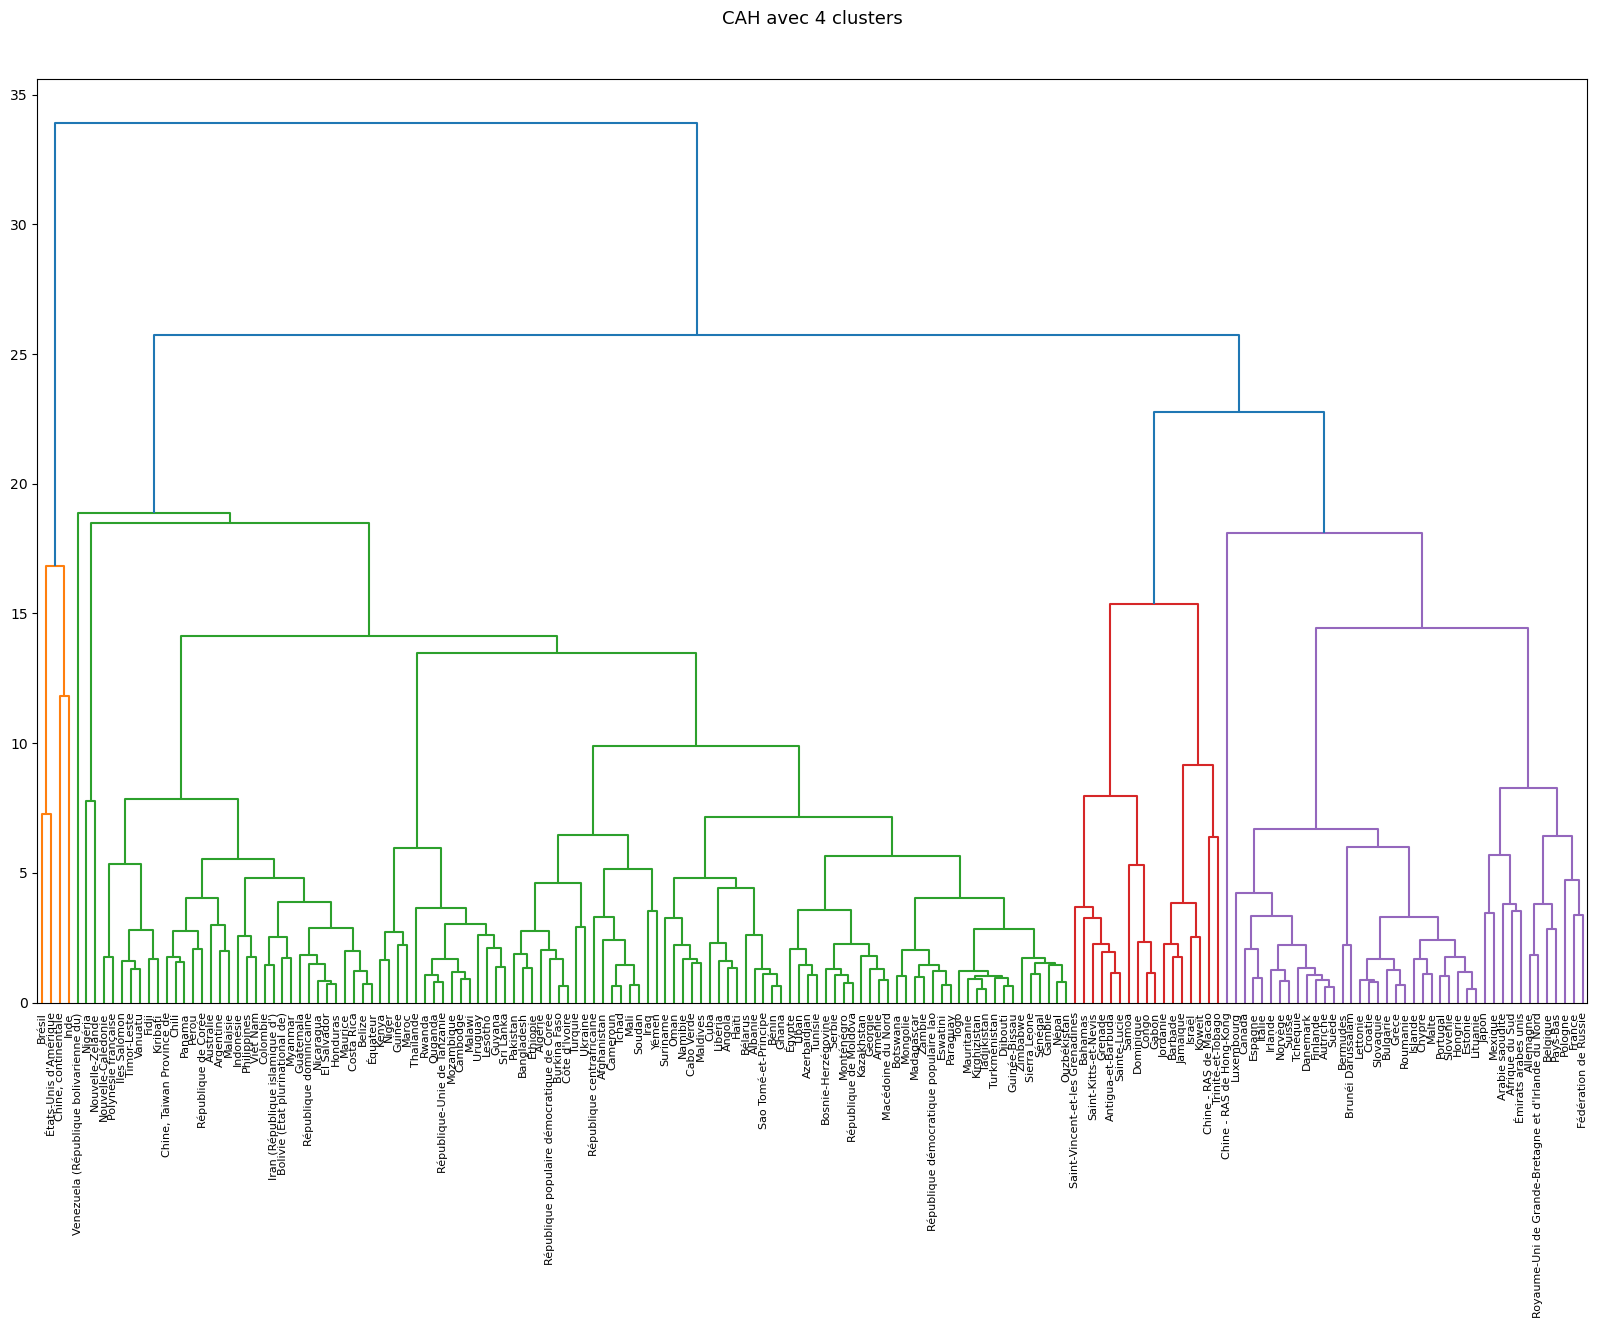 CAH avec 4 clusters
35
30
25
20
15
10
5
0
Brésil
États-Unis d'Amérique
Chine, continentale
Inde
Venezuela (République bolivarienne du)
Nigéria
Nouvelle-Zélande
Nouvelle-Calédonie
Polynésie française
Îles Salomon
Timor-Leste
Vanuatu
Fidji
Kiribati
Chine, Taiwan Province de
Chili
Panama
Pérou
République de Corée
Australie
Argentine
Malaisie
Indonésie
Philippines
Viet Nam
Colombie
Iran (République islamique d')
Bolivie (État plurinational de)
Myanmar
Guatemala
République dominicaine
Nicaragua
El Salvador
Honduras
Maurice
Costa Rica
Belize
Équateur
Kenya
Niger
Guinée
Maroc
Thaïlande
Rwanda
Ouganda
République-Unie de Tanzanie
Mozambique
Cambodge
Malawi
Uruguay
Lesotho
Sri Lanka
Pakistan
Bangladesh
Éthiopie
Algérie
République populaire démocratique de Corée
Burkina Faso
Côte d'Ivoire
Turquie
Ukraine
République centrafricaine
Afghanistan
Cameroun
Tchad
Mali
Soudan
Iraq
Yémen
Suriname
Oman
Namibie
Cabo Verde
Maldives
Cuba
Libéria
Angola
Haïti
Bélarus
Albanie
Sao Tomé-et-Principe
Bénin
Ghana
Égypte
Liban
Azerbaïdjan
Tunisie
Bosnie-Herzégovine
Serbie
Monténégro
République de Moldova
Kazakhstan
Géorgie
Arménie
Macédoine du Nord
Botswana
Mongolie
Madagascar
Zambie
République démocratique populaire lao
Eswatini
Paraguay
Togo
Mauritanie
Kirghizistan
Tadjikistan
Turkménistan
Djibouti
Guinée-Bissau
Zimbabwe
Sierra Leone
Sénégal
Gambie
Népal
Ouzbékistan
Saint-Vincent-et-les Grenadines
Bahamas
Saint-Kitts-et-Nevis
Grenade
Antigua-et-Barbuda
Sainte-Lucie
Samoa
Dominique
Congo
Gabon
Jordanie
Barbade
Jamaïque
Israël
Koweït
Chine - RAS de Macao
Trinité-et-Tobago
Chine - RAS de Hong-Kong
Luxembourg
Canada
Espagne
Italie
Irlande
Norvège
Suisse
Tchéquie
Danemark
Finlande
Autriche
Suède
Bermudes
Brunéi Darussalam
Lettonie
Croatie
Slovaquie
Bulgarie
Grèce
Roumanie
Islande
Chypre
Malte
Portugal
Slovénie
Hongrie
Estonie
Lituanie
Japon
Mexique
Arabie saoudite
Afrique du Sud
Émirats arabes unis
Allemagne
Royaume-Uni de Grande-Bretagne et d'Irlande du Nord
Belgique
Pays-Bas
Pologne
France
Fédération de Russie